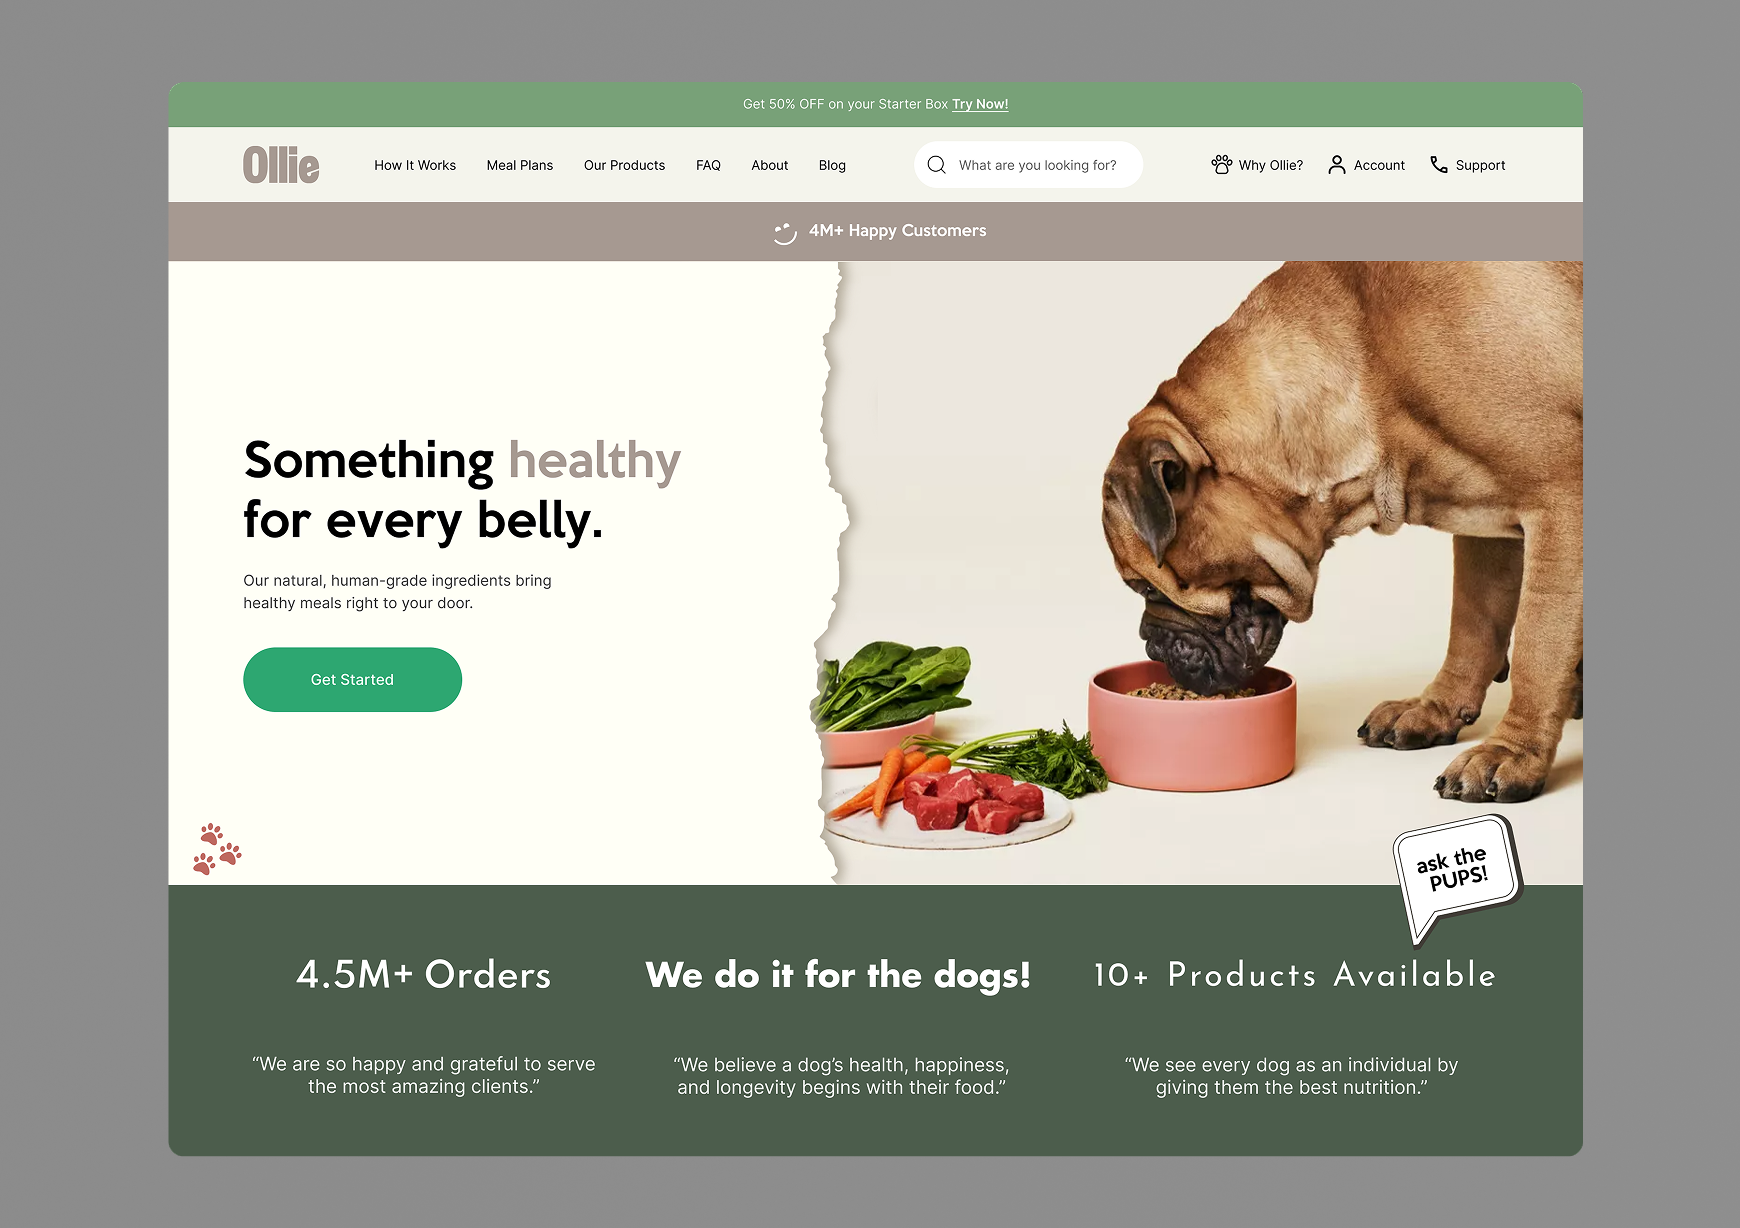 Get 50% OFF on your Starter Box Try Now!
Ollie
How It Works
Meal Plans
Our Products
FAQ
About
Blog
What are you looking for?
Why Ollie?
Account
Support
4M+ Happy Customers
Something healthy
for every belly.
Our natural, human-grade ingredients bring
healthy meals right to your door.
Get Started
ask the
PUPS!
4.5M+ Orders
“We are so happy and grateful to serve
the most amazing clients.”
We do it for the dogs!
“We believe a dog’s health, happiness,
and longevity begins with their food.”
10+ Products Available
“We see every dog as an individual by
giving them the best nutrition.”